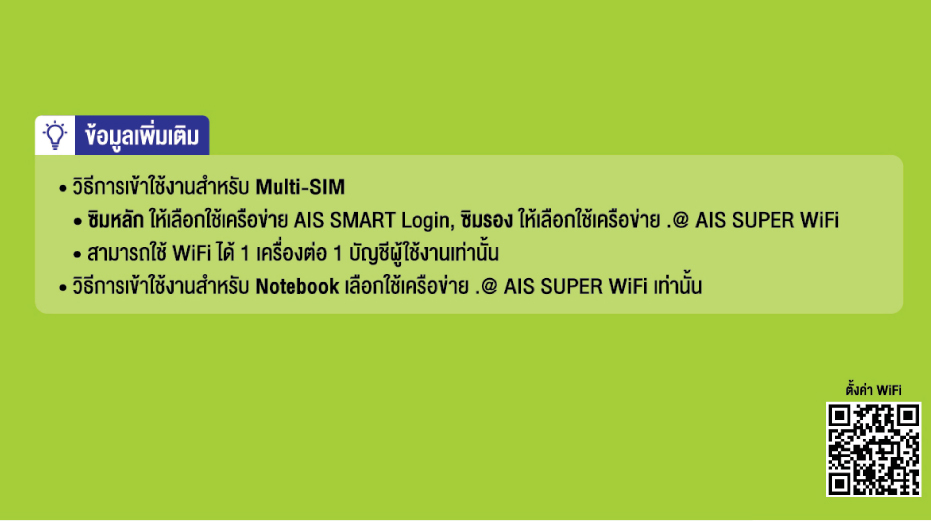 ข้อมูลเพิ่มเติม
• วิธีการเข้าใช้งานสำหรับ Multi-SIM
• ซิมหลัก ให้เลือกใช้เครือข่าย AIS SMART Login, ซิมรอง ให้เลือกใช้เครือข่าย .@ AIS SUPER WiFi
• สามารถใช้ WiFi ได้ 1 เครื่องต่อ 1 บัญชีผู้ใช้งานเท่านั้น
• วิธีการเข้าใช้งานสำหรับ Notebook เลือกใช้เครือข่าย .@ AIS SUPER WiFi เท่านั้น
ตั้งค่า WiFi